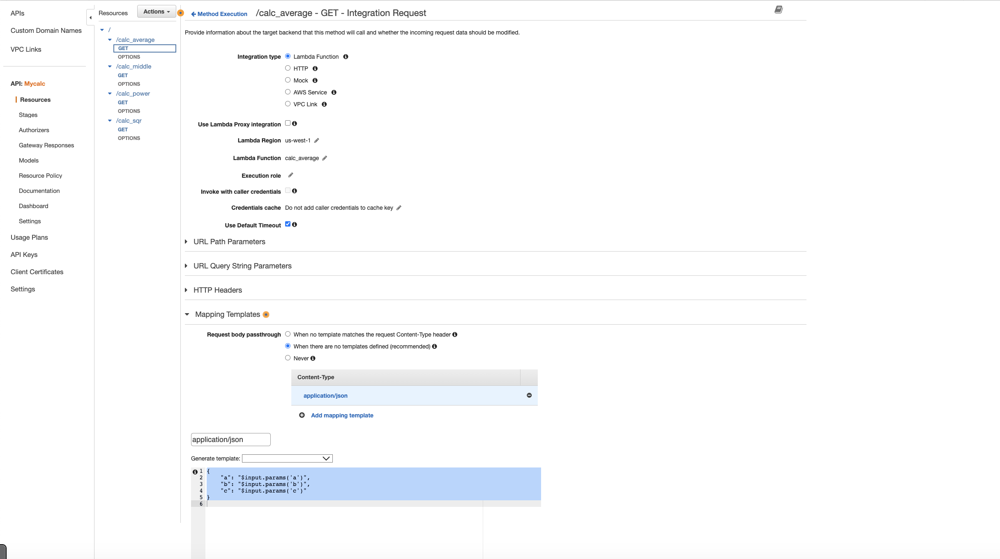 APIs
Custom Domain Names
VPC Links
API: Mycalc
Resources
Stages
Authorizers
Gateway Responses
Models
Resource Policy
Documentation
Dashboard
Settings
Usage Plans
API Keys
Client Certificates
Settings
Resources
Actions
/
/calc_average
GET
OPTIONS
/calc_middle
GET
OPTIONS
/calc_power
GET
OPTIONS
/calc_sqr
GET
OPTIONS
Method Execution /calc_average - GET - Integration Request
Provide information about the target backend that this method will call and whether the incoming request data should be modified.
Integration type Lambda Function
HTTP
Mock
AWS Service
VPC Link
Use Lambda Proxy integration
Lambda Region us-west-1
Lambda Function calc_average
Execution role
Invoke with caller credentials
Credentials cache Do not add caller credentials to cache key
Use Default Timeout
URL Path Parameters
URL Query String Parameters
HTTP Headers
Mapping Templates
Request body passthrough When no template matches the request Content-Type header
When there are no templates defined (recommended)
Never
Content-Type
application/json
Add mapping template
application/json
Generate template:
1 {
2 "a": "$input.params('a')",
3 "b": "$input.params('b')",
4 "c": "$input.params('c')"
5 }
6